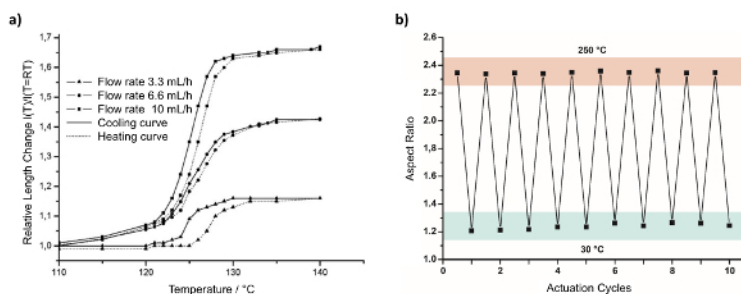 a)
Relative Length Change l(T)/l(T=RT)
1,7
1,6
1,5
1,4
1,3
1,2
1,1
1,0
Flow rate 3.3 mL/h
Flow rate 6.6 mL/h
Flow rate 10 mL/h
Cooling curve
Heating curve
110
120
130
140
Temperature / °C
b)
Aspect Ratio
2.6
2.4
2.2
2.0
1,8
1.6
1.4
1.2
1.0
250 °C
30 °C
0
2
4
6
8
10
Actuation Cycles